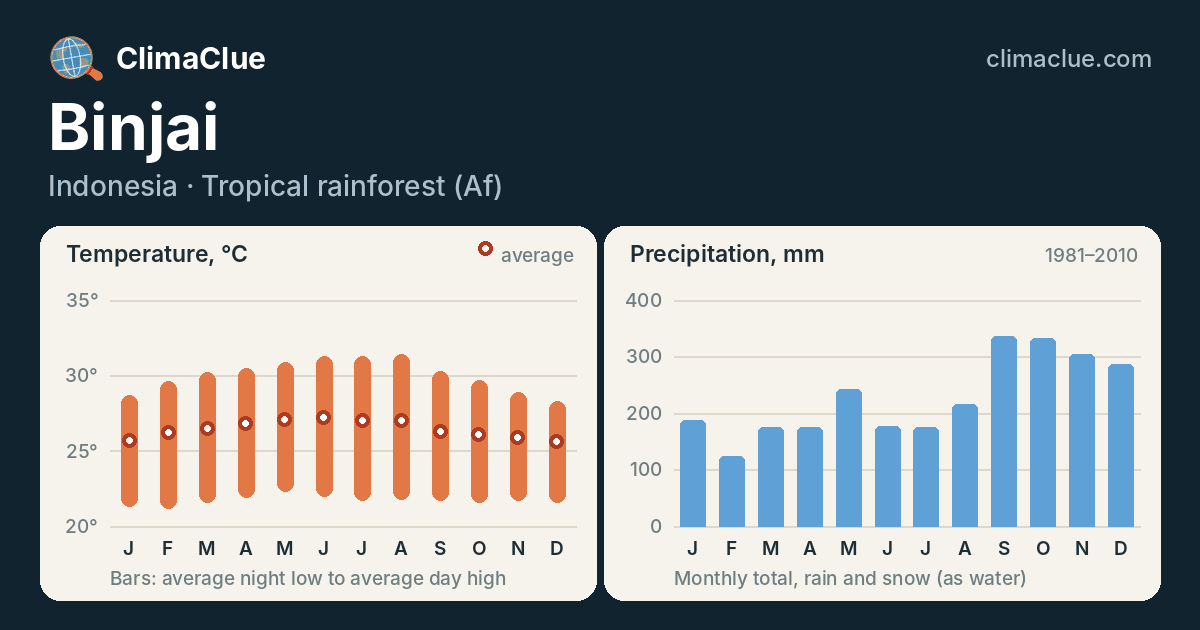 ClimaClue
climaclue.com
Binjai
Indonesia · Tropical rainforest (Af)
Temperature, °C
average
35°
30°
25°
20°
J F M A M J J A S O N D
Bars: average night low to average day high
Precipitation, mm
1981–2010
400
300
200
100
0
J F M A M J J A S O N D
Monthly total, rain and snow (as water)